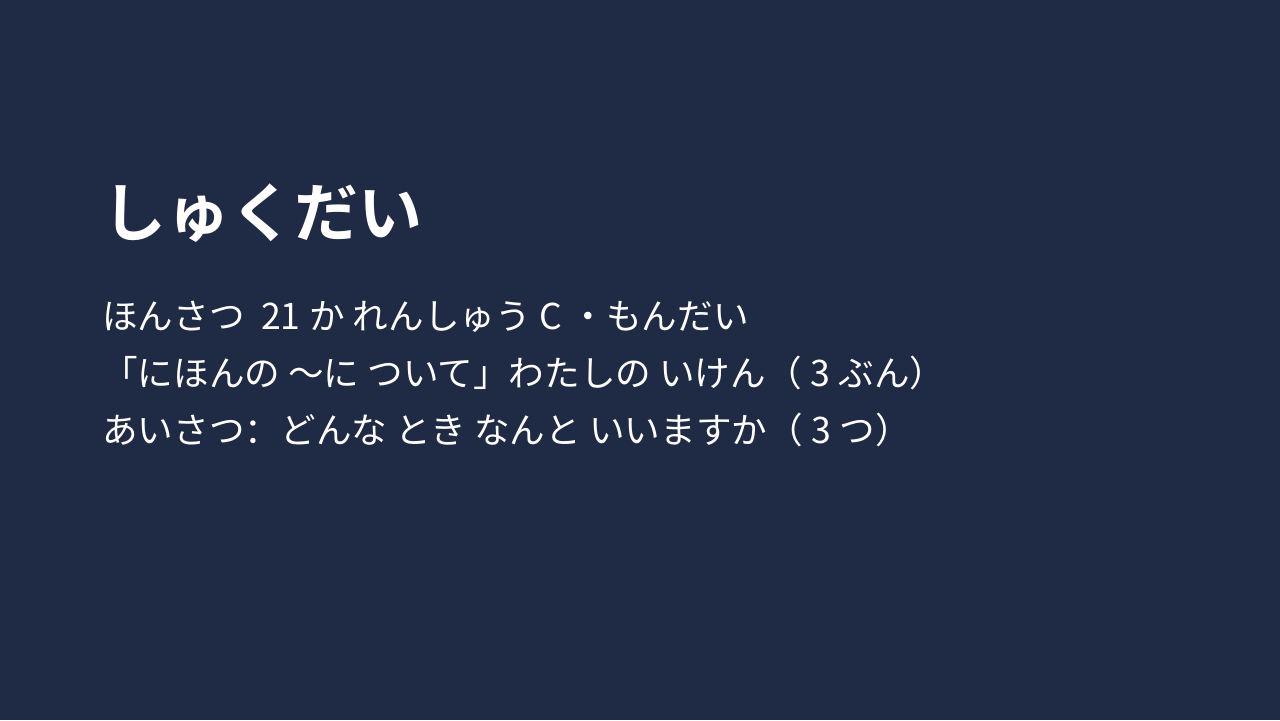 しゅくだい
ほんさつ 21 か れんしゅう C ・もんだい
「にほんの ～に ついて」わたしの いけん（ 3 ぶん）
あいさつ： どんな とき なんと いいますか（ 3 つ）